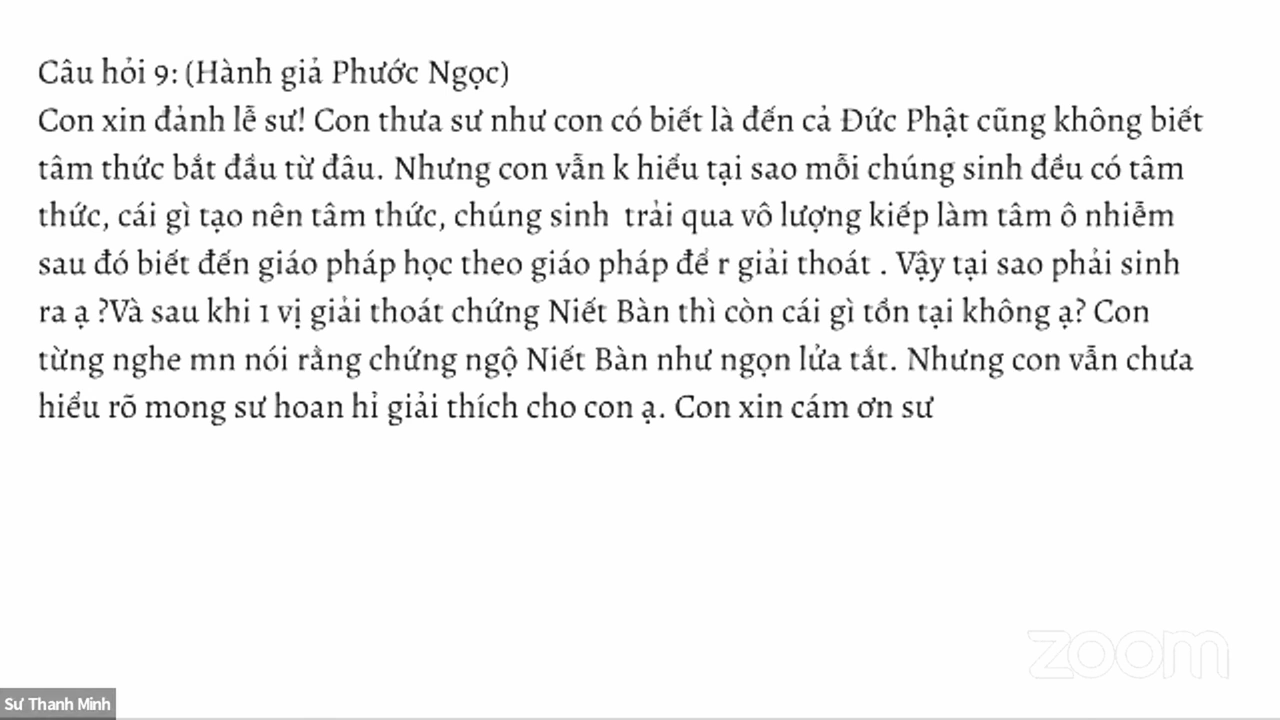 Câu hỏi 9: (Hành giả Phước Ngọc)
Con xin đảnh lễ sư! Con thưa sư như con có biết là đến cả Đức Phật cũng không biết
tâm thức bắt đầu từ đâu. Nhưng con vẫn k hiểu tại sao mỗi chúng sinh đều có tâm
thức, cái gì tạo nên tâm thức, chúng sinh  trải qua vô lượng kiếp làm tâm ô nhiễm
sau đó biết đến giáo pháp học theo giáo pháp để r giải thoát . Vậy tại sao phải sinh
ra ạ ?Và sau khi 1 vị giải thoát chứng Niết Bàn thì còn cái gì tồn tại không ạ? Con
từng nghe mn nói rằng chứng ngộ Niết Bàn như ngọn lửa tắt. Nhưng con vẫn chưa
hiểu rõ mong sư hoan hỉ giải thích cho con ạ. Con xin cám ơn sư
zoom
Sư Thanh Minh